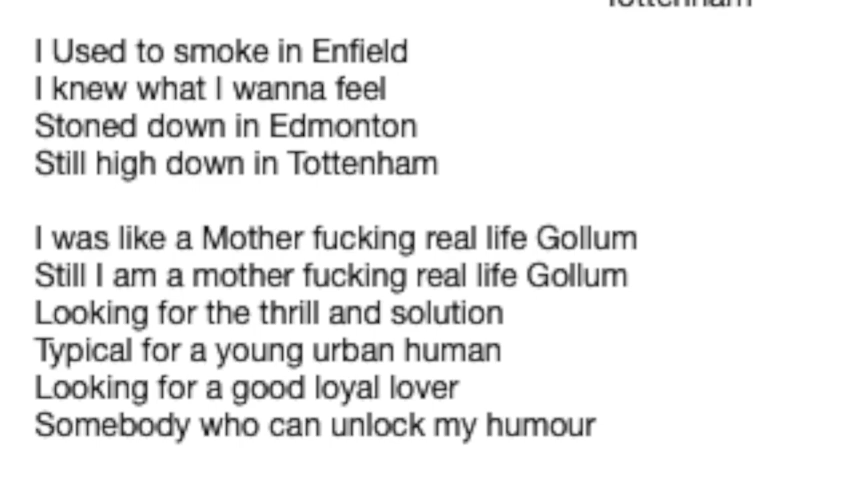 Tottenham
I Used to smoke in Enfield
I knew what I wanna feel
Stoned down in Edmonton
Still high down in Tottenham
I was like a Mother fucking real life Gollum
Still I am a mother fucking real life Gollum
Looking for the thrill and solution
Typical for a young urban human
Looking for a good loyal lover
Somebody who can unlock my humour